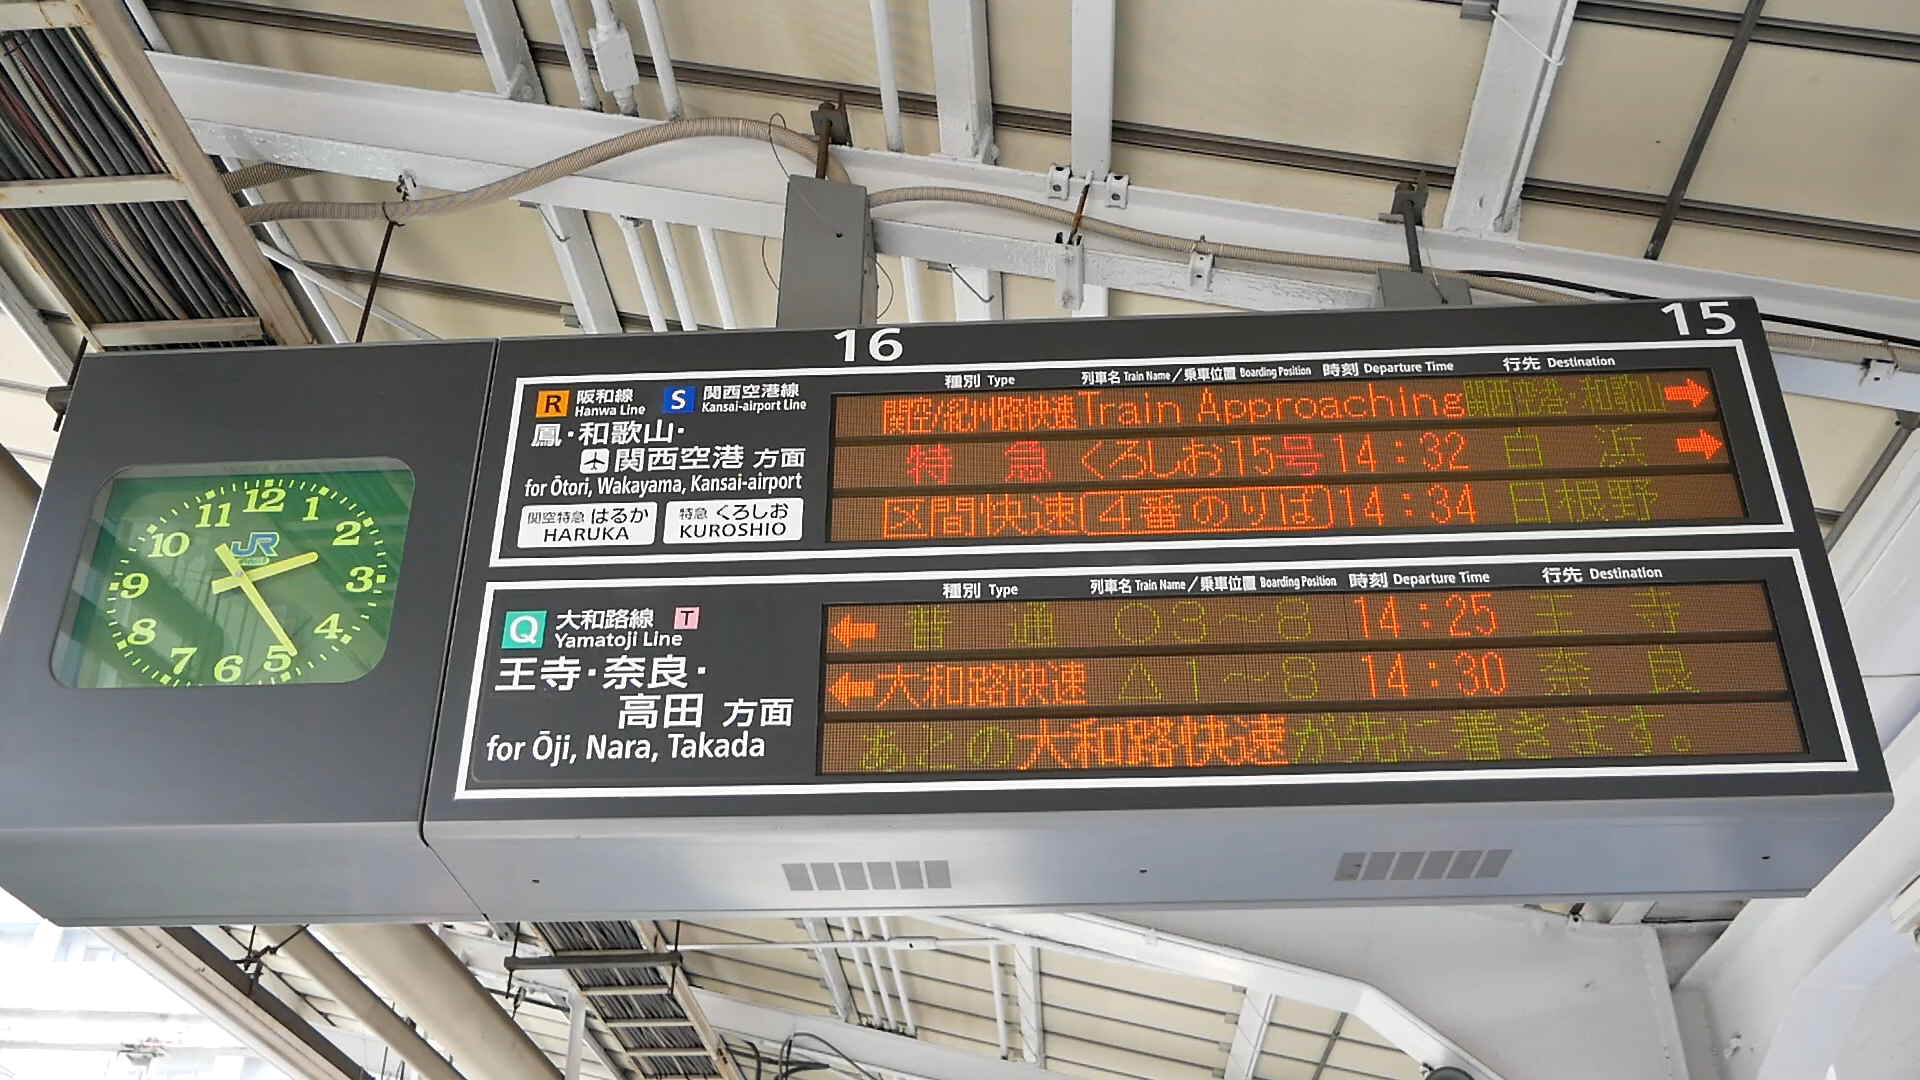 16
15
R 阪和線 Hanwa Line S 関西空港線 Kansai-airport Line
鳳・和歌山・
関西空港 方面
for Ōtori, Wakayama, Kansai-airport
関空特急 はるか HARUKA
特急 くろしお KUROSHIO
種別 Type 列車名 Train Name／乗車位置 Boarding Position 時刻 Departure Time 行先 Destination
関空/紀州路快速 Train Approaching 関西空港・和歌山
特急 くろしお15号 14:32 白浜
区間快速 4番のりば 14:34 日根野
Q 大和路線 T
Yamatoji Line
王寺・奈良・
高田 方面
for Ōji, Nara, Takada
種別 Type 列車名 Train Name／乗車位置 Boarding Position 時刻 Departure Time 行先 Destination
普通 ○3～8 14:25 王寺
大和路快速 △1～8 14:30 奈良
あとの大和路快速が先に着きます。
12
1
2
3
4
5
6
7
8
9
10
11
JR